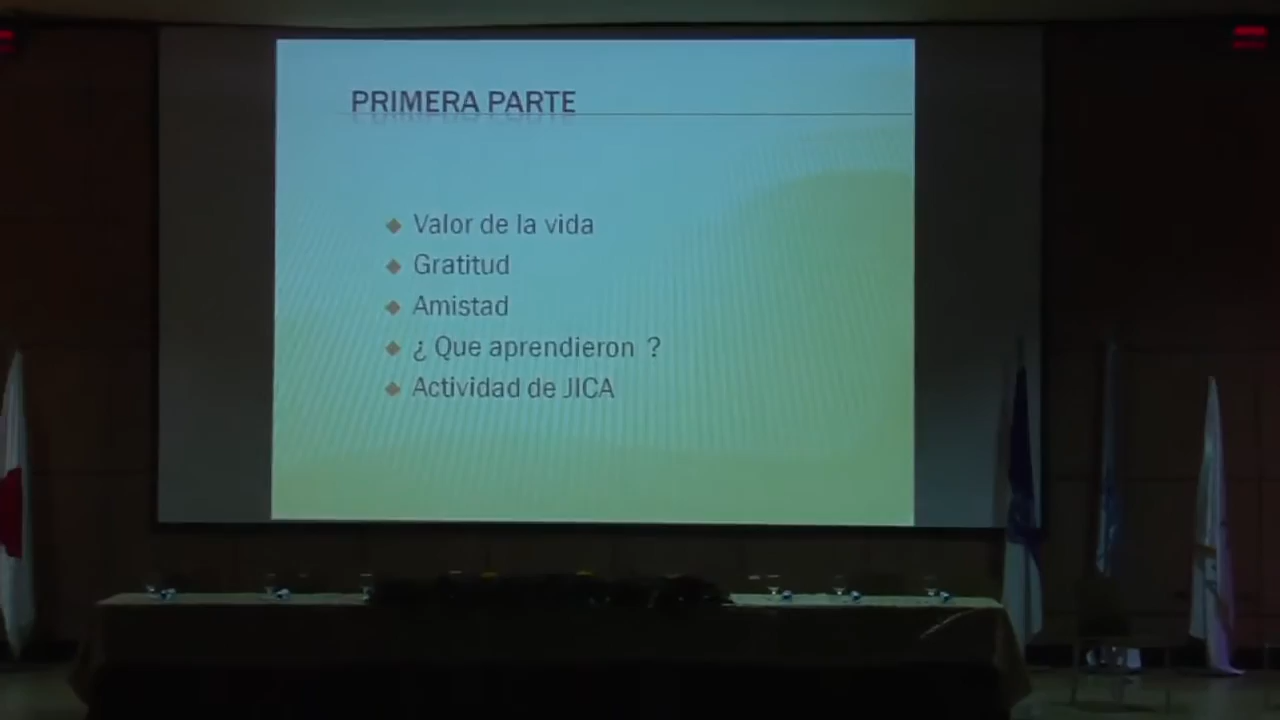 PRIMERA PARTE
Valor de la vida
Gratitud
Amistad
¿ Que aprendieron ?
Actividad de JICA